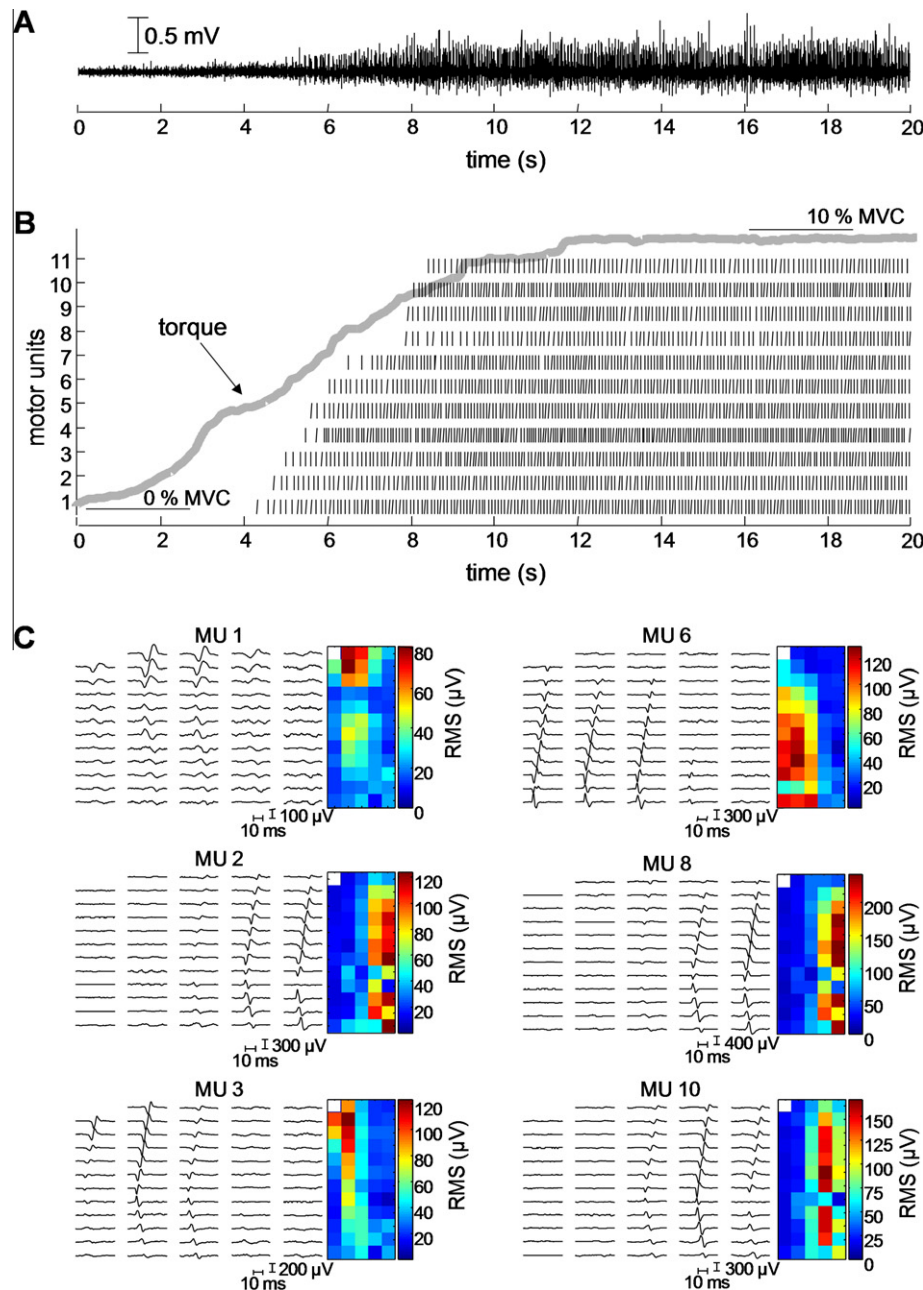 A
0.5 mV
0 2 4 6 8 10 12 14 16 18 20
time (s)
B
10 % MVC
11
10
9
8
7
6
5
4
3
2
1
motor units
torque
0 % MVC
0 2 4 6 8 10 12 14 16 18 20
time (s)
C
MU 1
80
60
40
20
0
RMS (µV)
100 µV
10 ms
MU 6
120
100
80
60
40
20
RMS (µV)
300 µV
10 ms
MU 2
120
100
80
60
40
20
RMS (µV)
300 µV
10 ms
MU 8
200
150
100
50
0
RMS (µV)
400 µV
10 ms
MU 3
120
100
80
60
40
20
RMS (µV)
200 µV
10 ms
MU 10
150
125
100
75
50
25
0
RMS (µV)
300 µV
10 ms